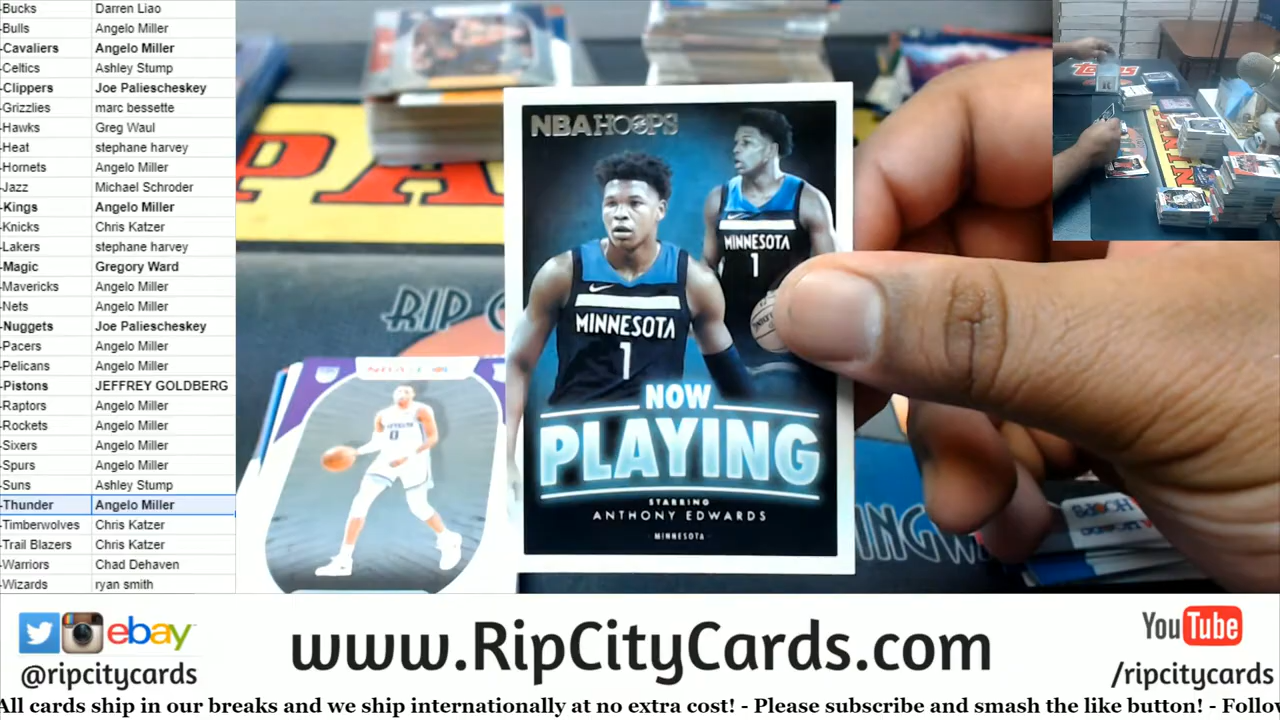 -Bucks Darren Liao
-Bulls Angelo Miller
-Cavaliers Angelo Miller
-Celtics Ashley Stump
-Clippers Joe Paliescheskey
-Grizzlies marc bessette
-Hawks Greg Waul
-Heat stephane harvey
-Hornets Angelo Miller
-Jazz Michael Schroder
-Kings Angelo Miller
-Knicks Chris Katzer
-Lakers stephane harvey
-Magic Gregory Ward
-Mavericks Angelo Miller
-Nets Angelo Miller
-Nuggets Joe Paliescheskey
-Pacers Angelo Miller
-Pelicans Angelo Miller
-Pistons JEFFREY GOLDBERG
-Raptors Angelo Miller
-Rockets Angelo Miller
-Sixers Angelo Miller
-Spurs Angelo Miller
-Suns Ashley Stump
-Thunder Angelo Miller
-Timberwolves Chris Katzer
-Trail Blazers Chris Katzer
-Warriors Chad Dehaven
-Wizards ryan smith
NBA HOOPS
MINNESOTA
1
MINNESOTA
1
NOW
PLAYING
STARRING
ANTHONY EDWARDS
MINNESOTA
RIP C
0
HOOPS
ebay
@ripcitycards
www.RipCityCards.com
YouTube
/ripcitycards
All cards ship in our breaks and we ship internationally at no extra cost! - Please subscribe and smash the like button! - Follo